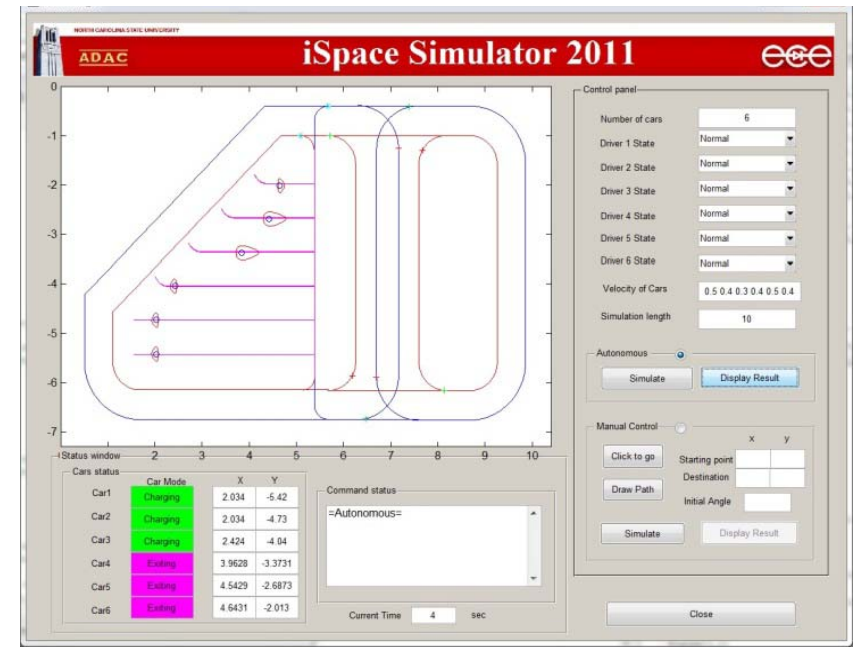 NORTH CAROLINA STATE UNIVERSITY
ADAC
iSpace Simulator 2011
ece
0
-1
-2
-3
-4
-5
-6
-7
1 2 3 4 5 6 7 8 9 10
Control panel
Number of cars 6
Driver 1 State Normal
Driver 2 State Normal
Driver 3 State Normal
Driver 4 State Normal
Driver 5 State Normal
Driver 6 State Normal
Velocity of Cars 0.5 0.4 0.3 0.4 0.5 0.4
Simulation length 10
Autonomous
Simulate Display Result
Manual Control
x y
Click to go Starting point
Destination
Draw Path
Initial Angle
Simulate Display Result
Close
Status window
Cars status
Car Mode X Y
Car1 Charging 2.034 -5.42
Car2 Charging 2.034 -4.73
Car3 Charging 2.424 -4.04
Car4 Exiting 3.9628 -3.3731
Car5 Exiting 4.5429 -2.6873
Car6 Exiting 4.6431 -2.013
Command status
=Autonomous=
Current Time 4 sec